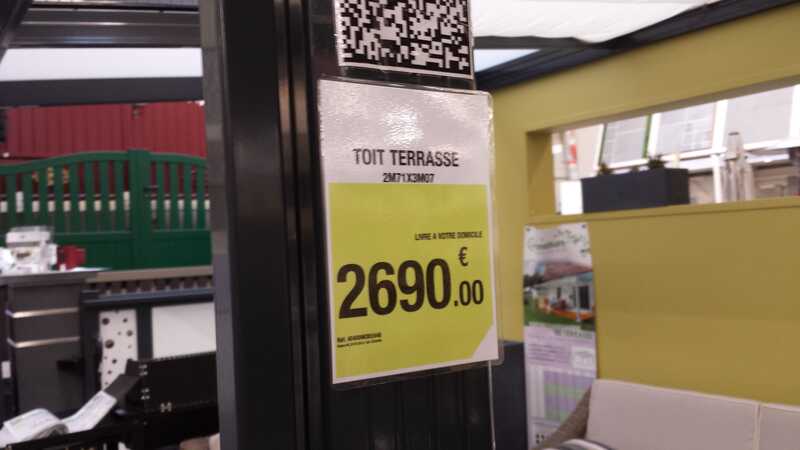 TOIT TERRASSE
2M71X3M07
LIVRE A VOTRE DOMICILE
2690€.00